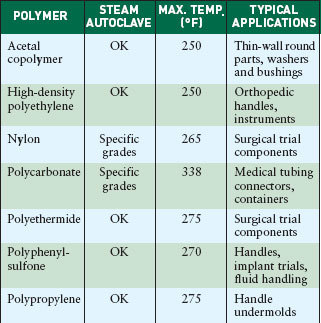 POLYMER STEAM AUTOCLAVE MAX. TEMP. (°F) TYPICAL APPLICATIONS
Acetal copolymer OK 250 Thin-wall round parts, washers and bushings
High-density polyethylene OK 250 Orthopedic handles, instruments
Nylon Specific grades 265 Surgical trial components
Polycarbonate Specific grades 338 Medical tubing connectors, containers
Polyethermide OK 275 Surgical trial components
Polyphenyl-sulfone OK 270 Handles, implant trials, fluid handling
Polypropylene OK 275 Handle undermolds